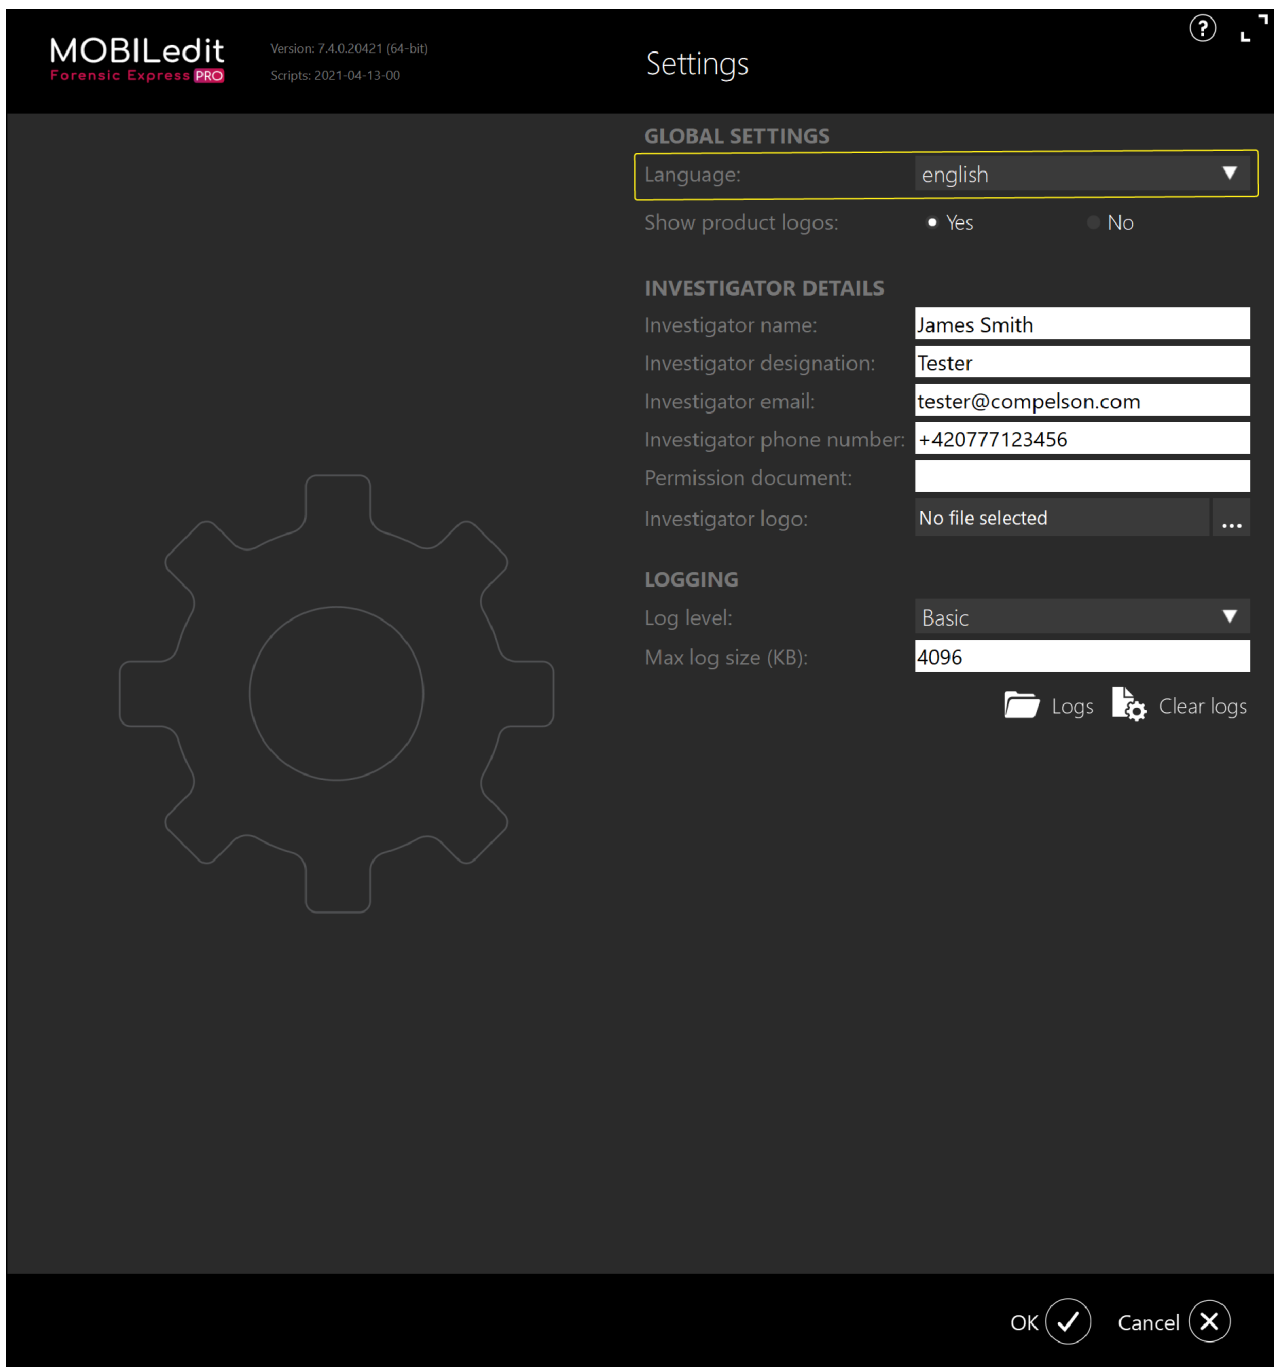 MOBILedit
Forensic Express PRO
Version: 7.4.0.20421 (64-bit)
Scripts: 2021-04-13-00
Settings
?
GLOBAL SETTINGS
Language: english
Show product logos: Yes No
INVESTIGATOR DETAILS
Investigator name: James Smith
Investigator designation: Tester
Investigator email: tester@compelson.com
Investigator phone number: +420777123456
Permission document:
Investigator logo: No file selected ...
LOGGING
Log level: Basic
Max log size (KB): 4096
Logs Clear logs
OK Cancel